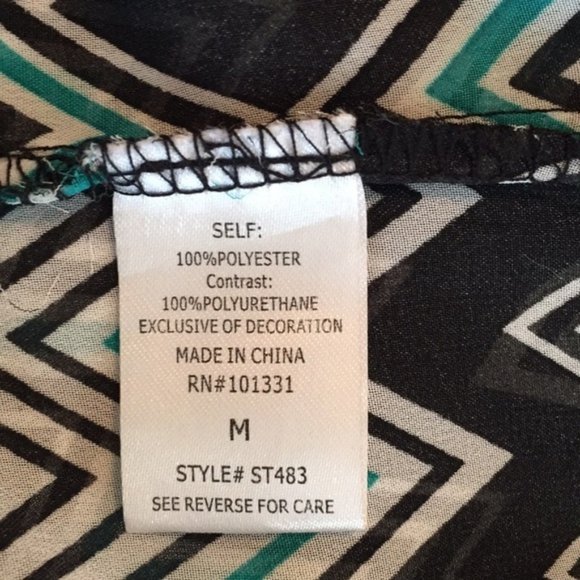 SELF:
100%POLYESTER
Contrast:
100%POLYURETHANE
EXCLUSIVE OF DECORATION
MADE IN CHINA
RN#101331
M
STYLE# ST483
SEE REVERSE FOR CARE